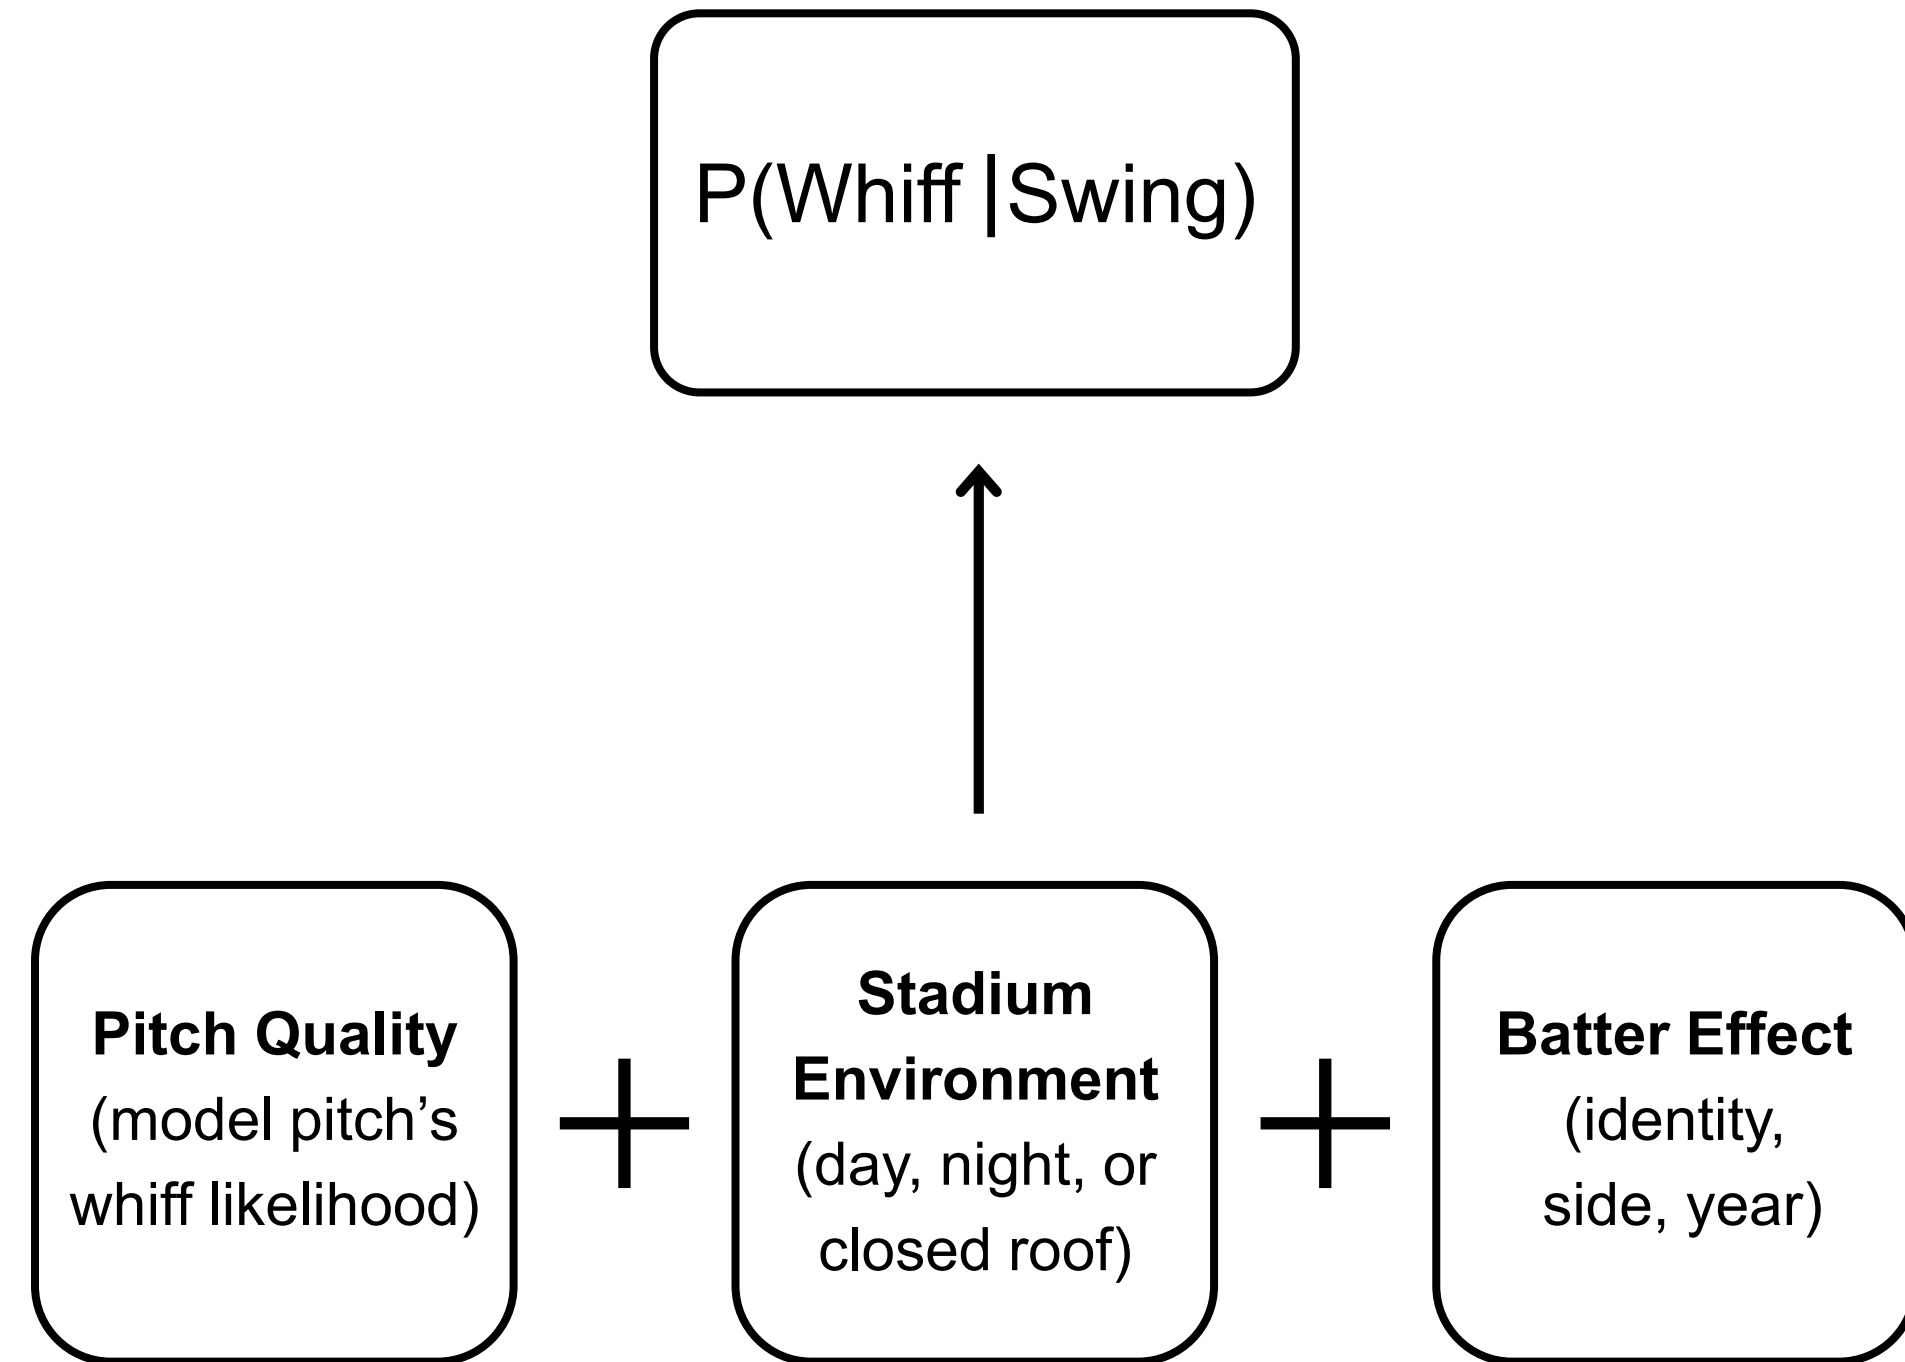 P(Whiff |Swing)
Pitch Quality
(model pitch’s
whiff likelihood)
+
Stadium
Environment
(day, night, or
closed roof)
+
Batter Effect
(identity,
side, year)